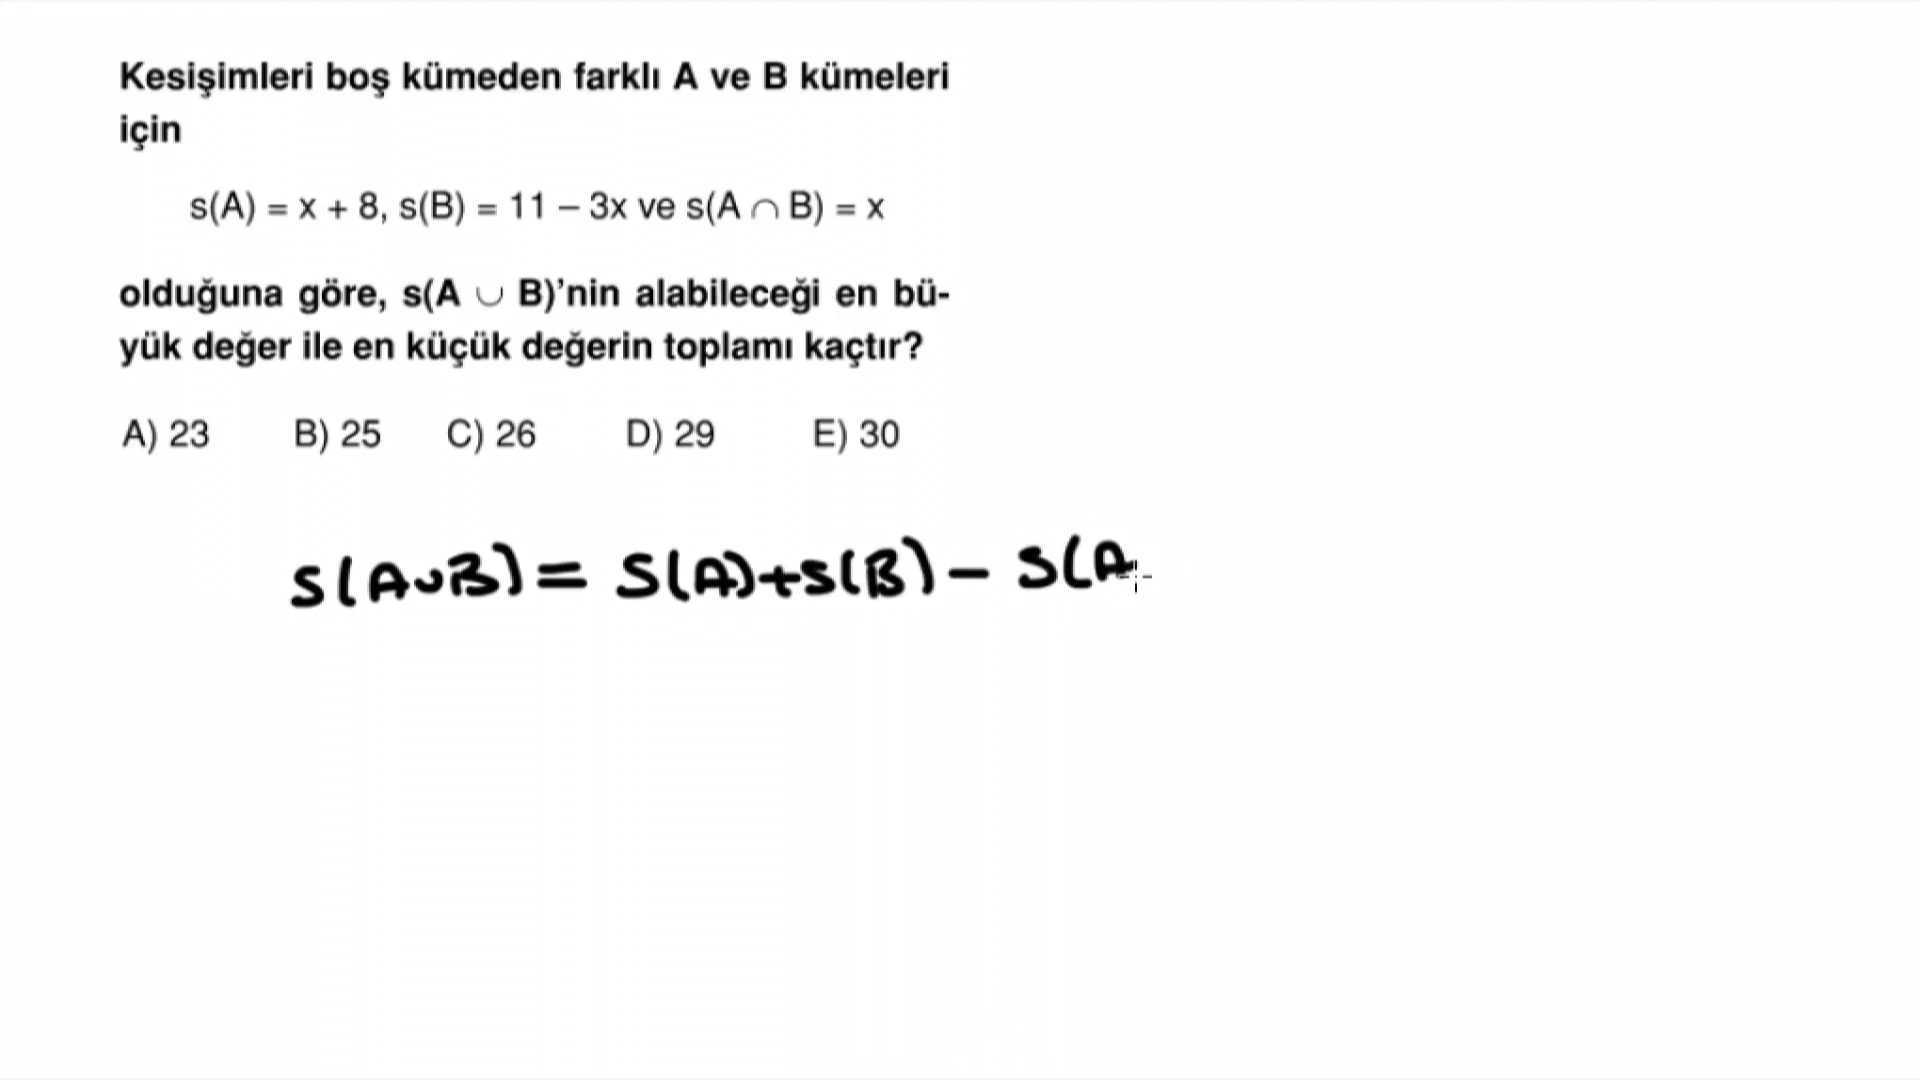 Kesişimleri boş kümeden farklı A ve B kümeleri
için
s(A) = x + 8, s(B) = 11 – 3x ve s(A ∩ B) = x
olduğuna göre, s(A ∪ B)'nin alabileceği en bü-
yük değer ile en küçük değerin toplamı kaçtır?
A) 23 B) 25 C) 26 D) 29 E) 30
s(A∪B) = s(A)+s(B) – s(A